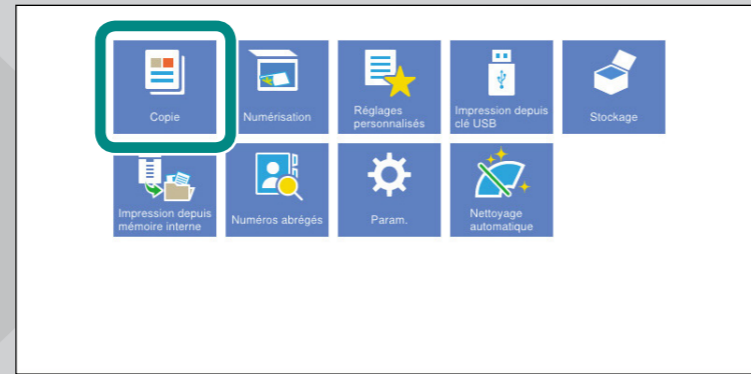 Copie
Numérisation
Réglages
personnalisés
Impression depuis
clé USB
Stockage
Impression depuis
mémoire interne
Numéros abrégés
Param.
Nettoyage
automatique